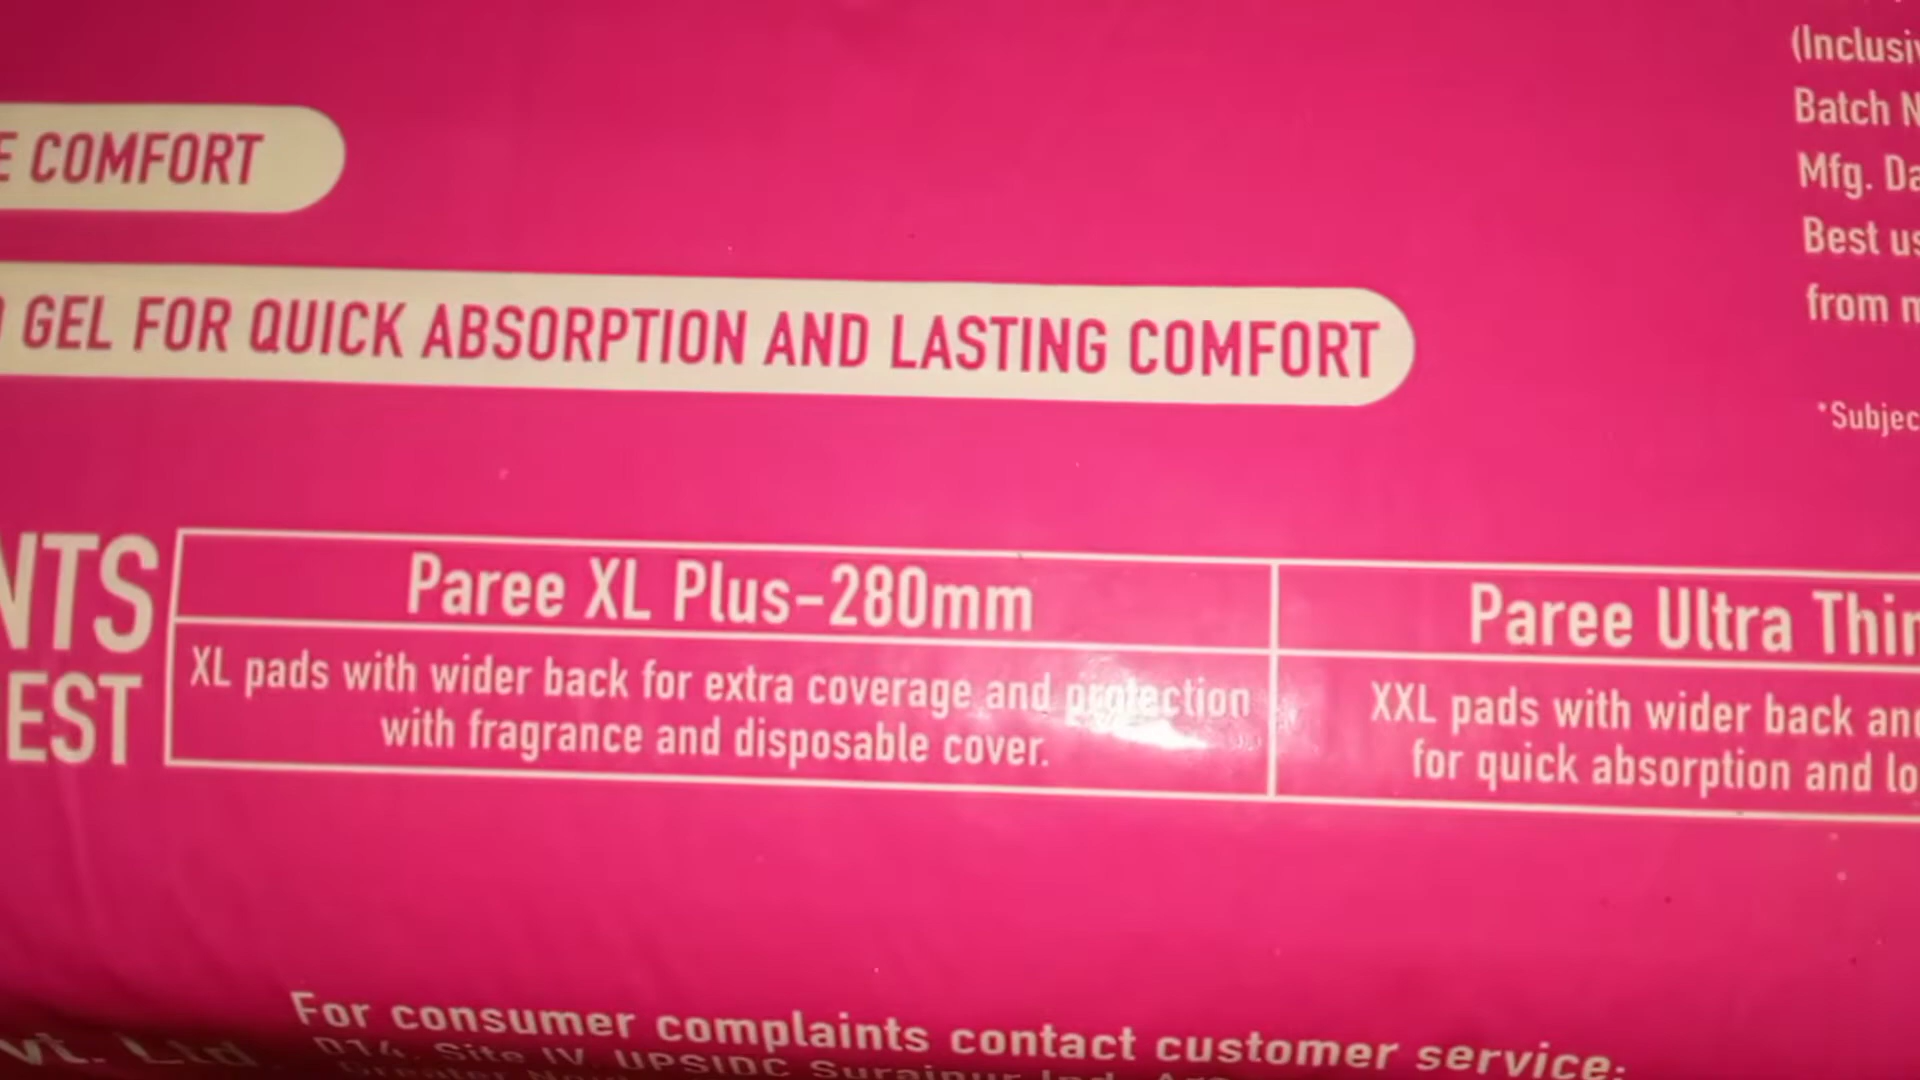 COMFORT
GEL FOR QUICK ABSORPTION AND LASTING COMFORT
(Inclusiv
Batch N
Mfg. Da
Best us
from m
*Subjec
NTS
EST
Paree XL Plus-280mm
XL pads with wider back for extra coverage and protection
with fragrance and disposable cover.
Paree Ultra Thin
XXL pads with wider back and
for quick absorption and lo
For consumer complaints contact customer service:
vt. Ltd.
D14, Site IV, UPSIDC Surajpur Ind.
Greater